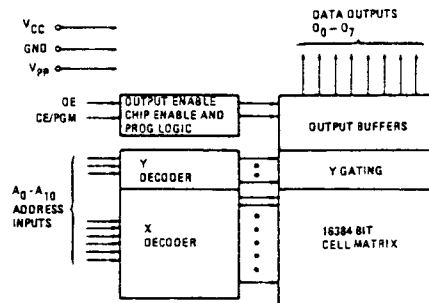 DATA OUTPUTS
O0 - O7
VCC
GND
VPP
OE
CE/PGM
OUTPUT ENABLE
CHIP ENABLE AND
PROG LOGIC
OUTPUT BUFFERS
A0 - A10
ADDRESS
INPUTS
Y
DECODER
Y GATING
X
DECODER
16384 BIT
CELL MATRIX